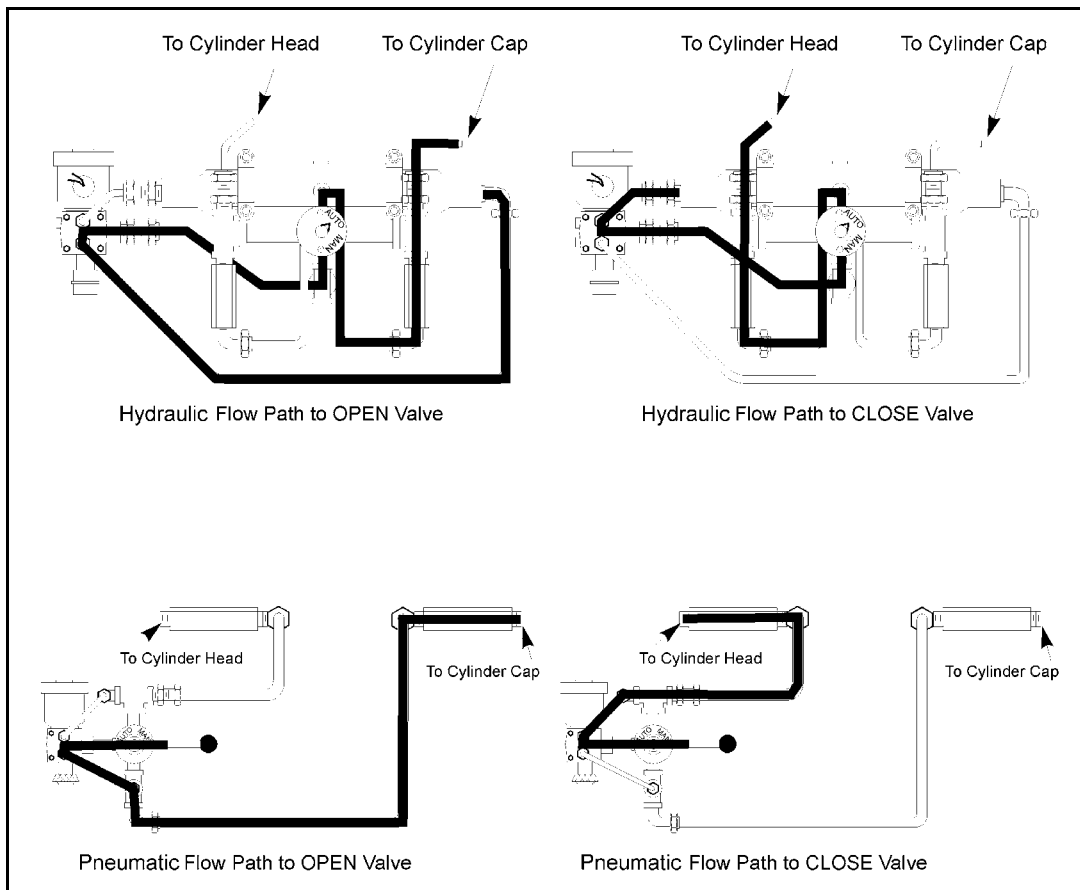 To Cylinder Head
To Cylinder Cap
To Cylinder Head
To Cylinder Cap
AUTO
MAN
AUTO
MAN
Hydraulic Flow Path to OPEN Valve
Hydraulic Flow Path to CLOSE Valve
To Cylinder Head
To Cylinder Cap
To Cylinder Head
To Cylinder Cap
MAN
MAN
Pneumatic Flow Path to OPEN Valve
Pneumatic Flow Path to CLOSE Valve